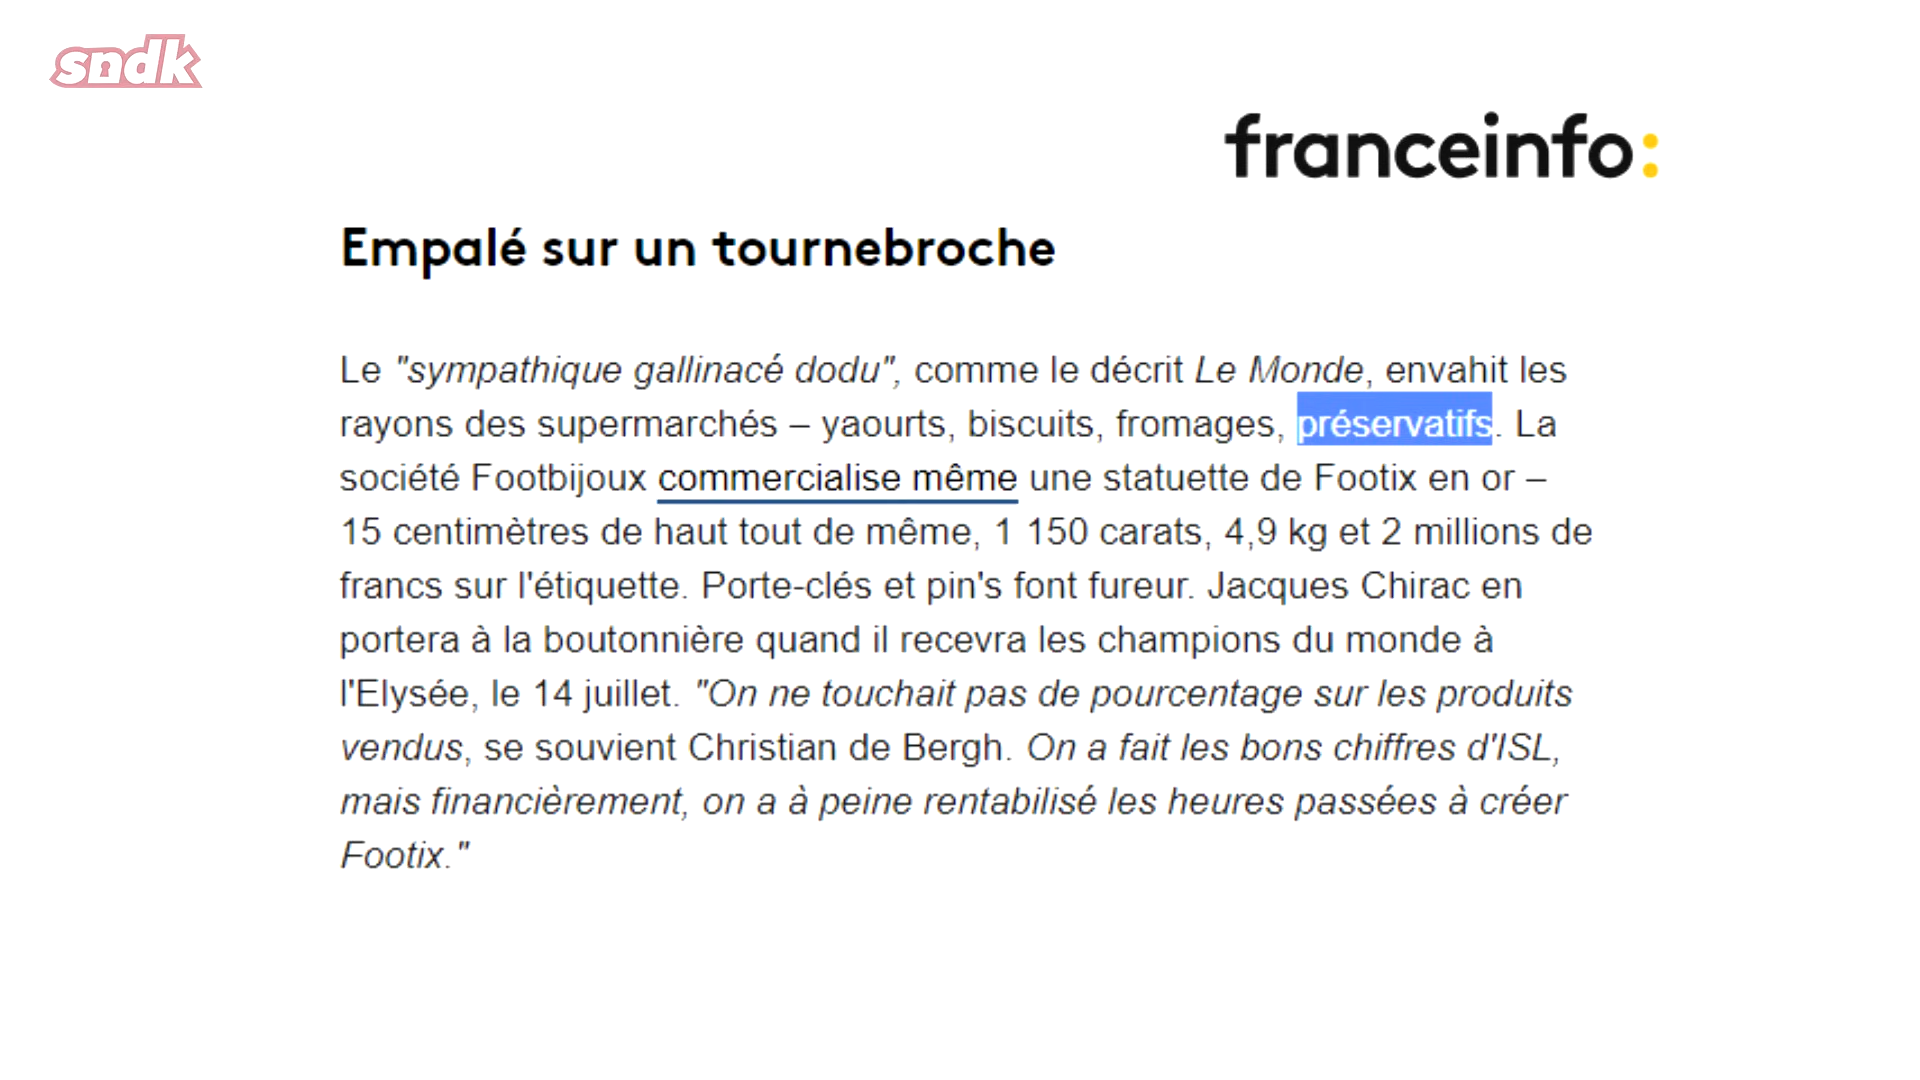 sndk
franceinfo:
Empalé sur un tournebroche
Le "sympathique gallinacé dodu", comme le décrit Le Monde, envahit les
rayons des supermarchés – yaourts, biscuits, fromages, préservatifs. La
société Footbijoux commercialise même une statuette de Footix en or –
15 centimètres de haut tout de même, 1 150 carats, 4,9 kg et 2 millions de
francs sur l'étiquette. Porte-clés et pin's font fureur. Jacques Chirac en
portera à la boutonnière quand il recevra les champions du monde à
l'Elysée, le 14 juillet. "On ne touchait pas de pourcentage sur les produits
vendus, se souvient Christian de Bergh. On a fait les bons chiffres d'ISL,
mais financièrement, on a à peine rentabilisé les heures passées à créer
Footix."